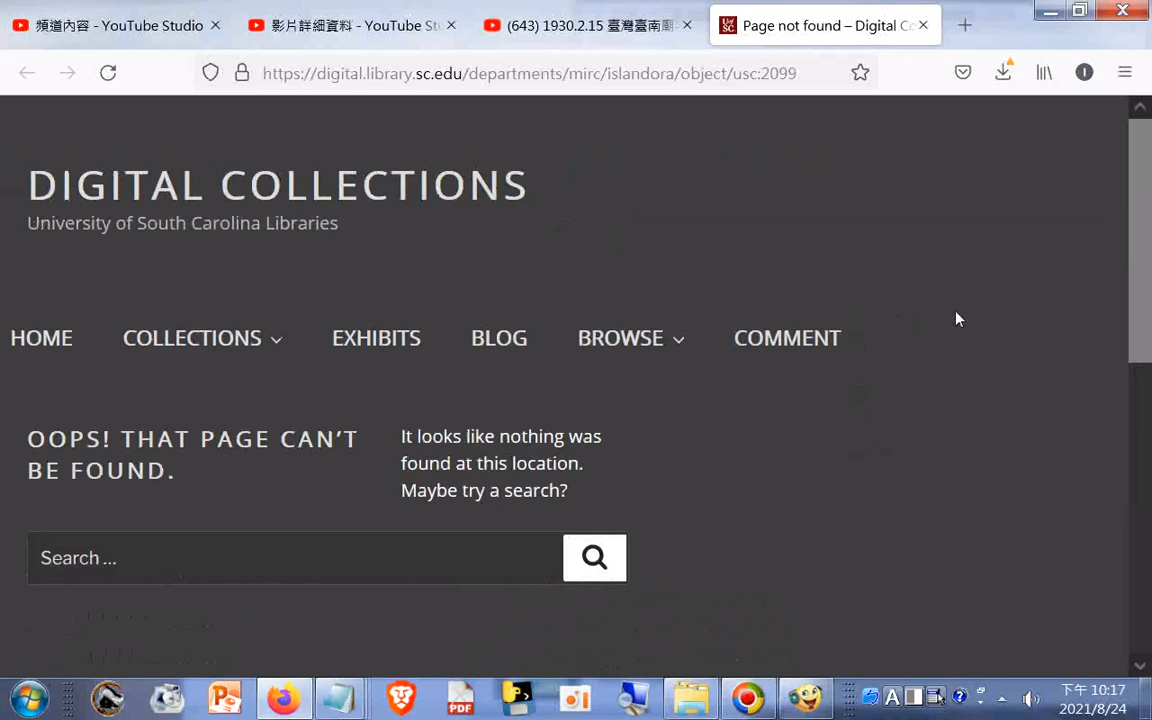 頻道內容 - YouTube Studio
影片詳細資料 - YouTube Stu
(643) 1930.2.15 臺灣臺南
Page not found – Digital Co
https://digital.library.sc.edu/departments/mirc/islandora/object/usc:2099
DIGITAL COLLECTIONS
University of South Carolina Libraries
HOME
COLLECTIONS
EXHIBITS
BLOG
BROWSE
COMMENT
OOPS! THAT PAGE CAN'T
BE FOUND.
It looks like nothing was
found at this location.
Maybe try a search?
Search …
PDF
A
下午 10:17
2021/8/24